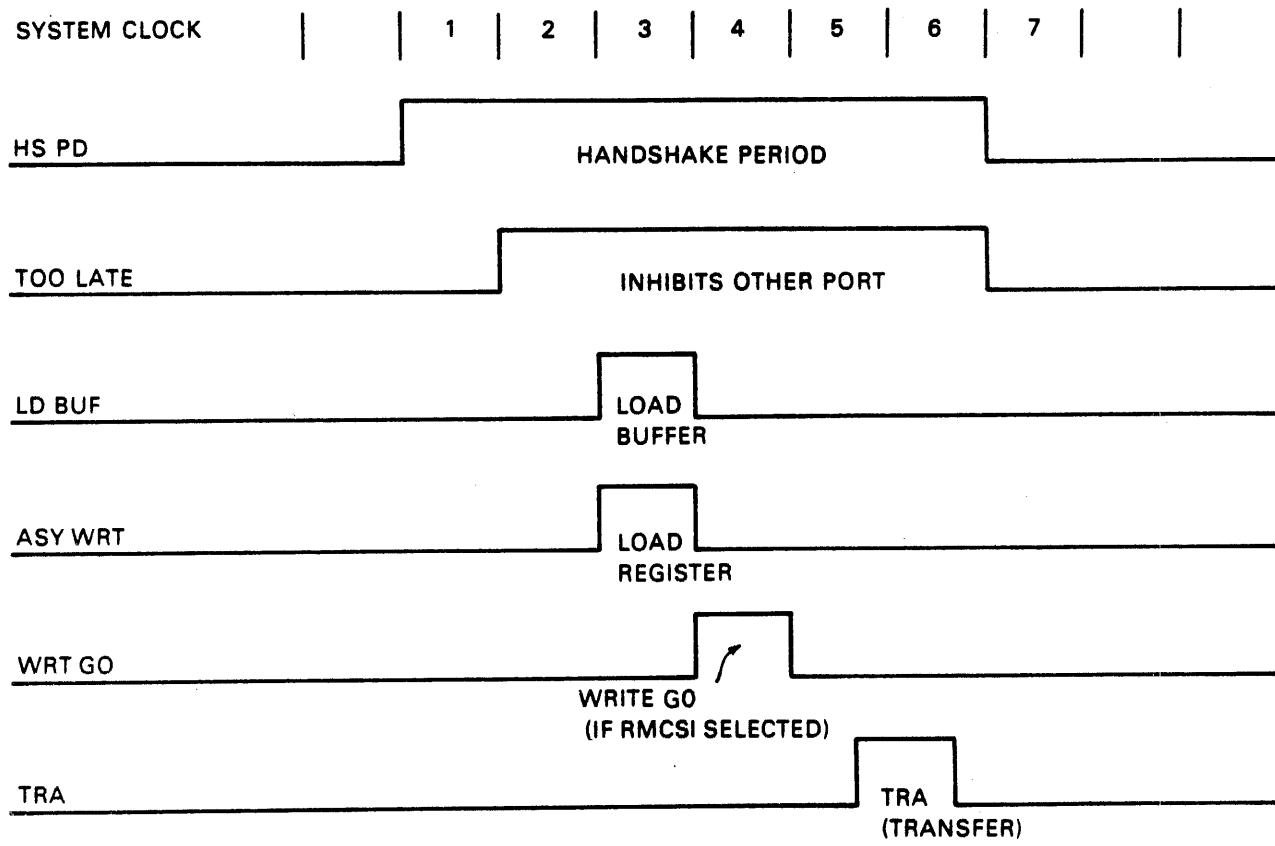 SYSTEM CLOCK 1 2 3 4 5 6 7
HS PD
HANDSHAKE PERIOD
TOO LATE
INHIBITS OTHER PORT
LD BUF
LOAD
BUFFER
ASY WRT
LOAD
REGISTER
WRT GO
WRITE GO
(IF RMCSI SELECTED)
TRA
TRA
(TRANSFER)